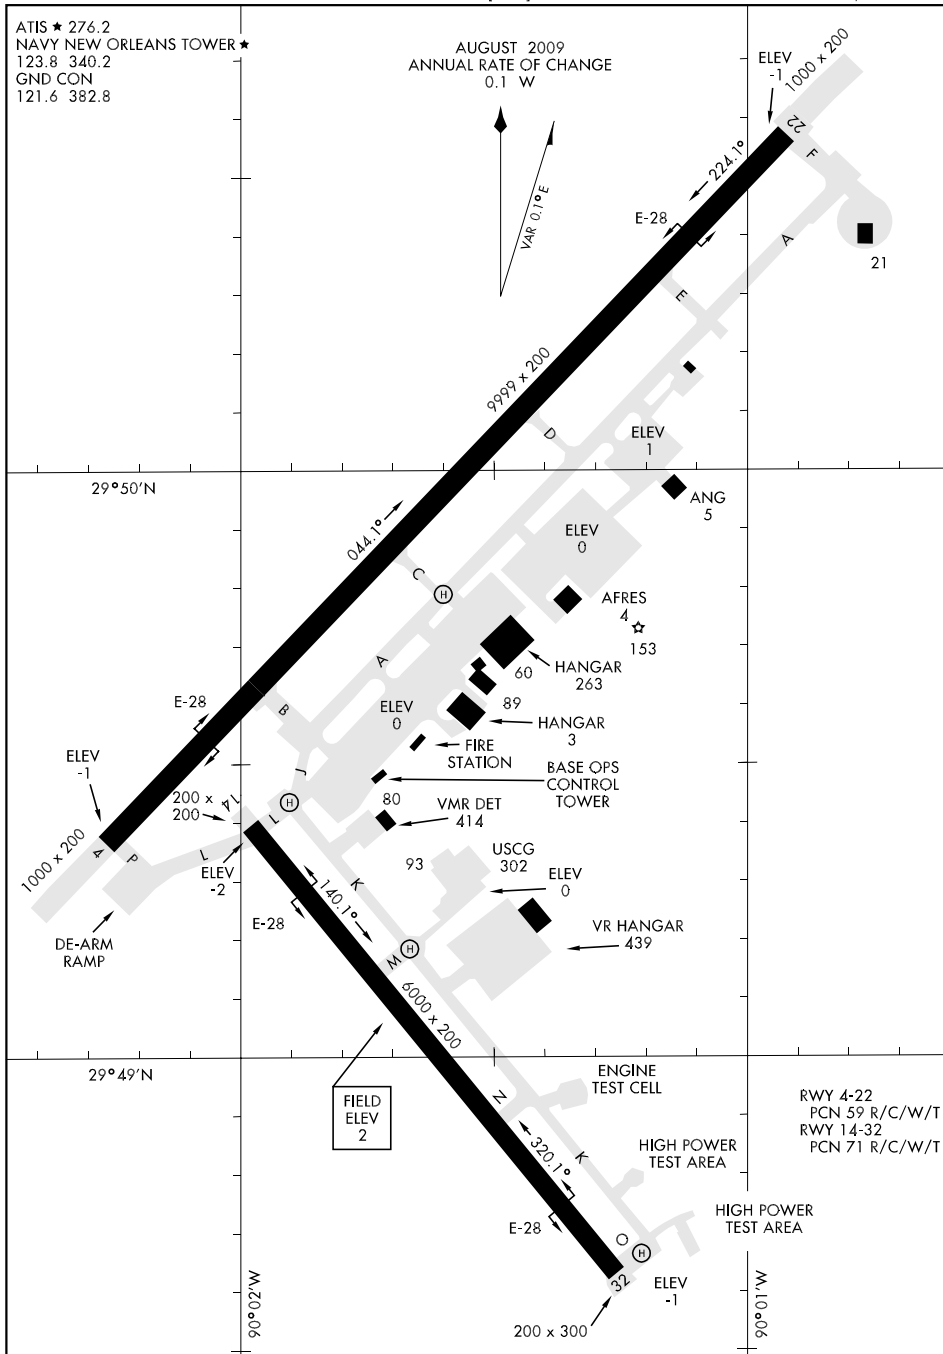 ATIS ★ 276.2
NAVY NEW ORLEANS TOWER ★
123.8 340.2
GND CON
121.6 382.8
AUGUST 2009
ANNUAL RATE OF CHANGE
0.1 W
VAR 0.1° E
ELEV
-1
1000 x 200
22
F
224.1°
E-28
A
21
E
9999 x 200
D
ELEV
1
29°50'N
ANG
5
044.1°
ELEV
0
C
H
AFRES
4
153
A
HANGAR
263
60
E-28
B
ELEV
0
89
HANGAR
3
FIRE
STATION
ELEV
-1
J
BASE OPS
CONTROL
TOWER
200 x
200
14
H
80
VMR DET
414
I
4
P
L
1000 x 200
ELEV
-2
K
93
USCG
302
ELEV
0
140.1°
E-28
DE-ARM
RAMP
H
M
VR HANGAR
439
6000 x 200
29°49'N
ENGINE
TEST CELL
FIELD
ELEV
2
N
RWY 4-22
PCN 59 R/C/W/T
RWY 14-32
PCN 71 R/C/W/T
320.1°
K
HIGH POWER
TEST AREA
HIGH POWER
TEST AREA
E-28
O
H
32
ELEV
-1
90°02'W
90°01'W
200 x 300